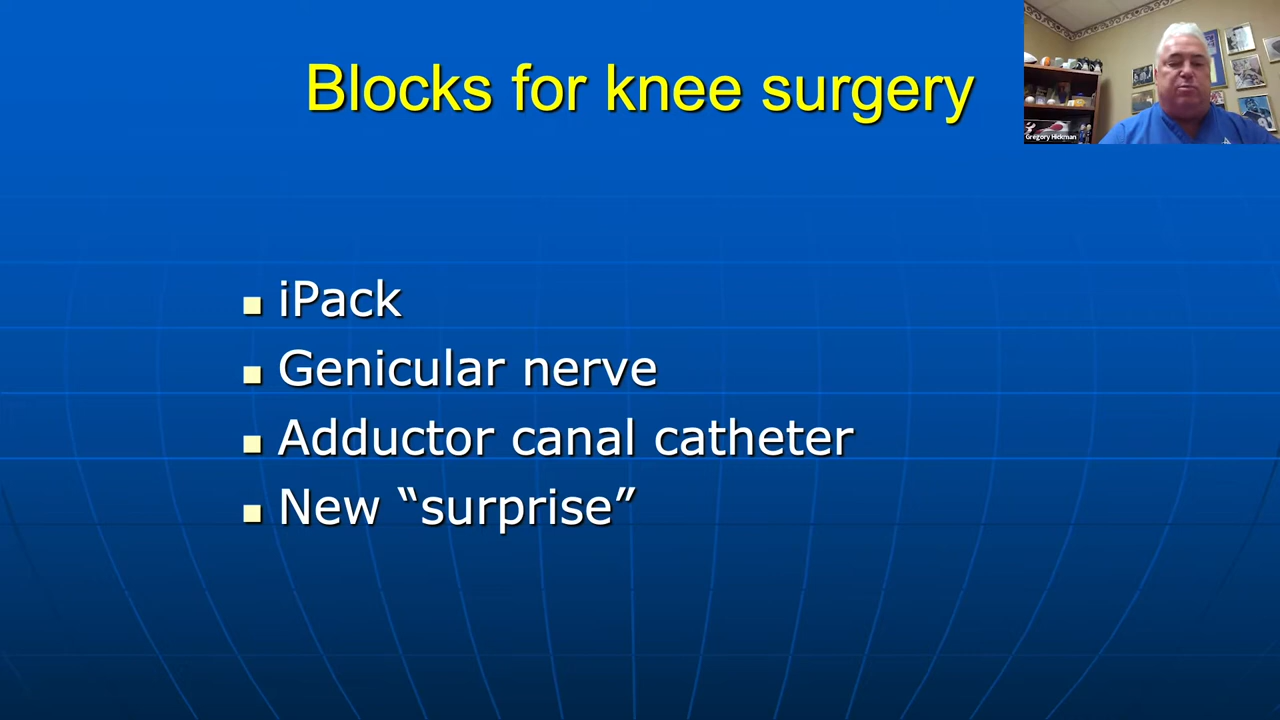 Blocks for knee surgery
Gregory Hickman
iPack
Genicular nerve
Adductor canal catheter
New “surprise”